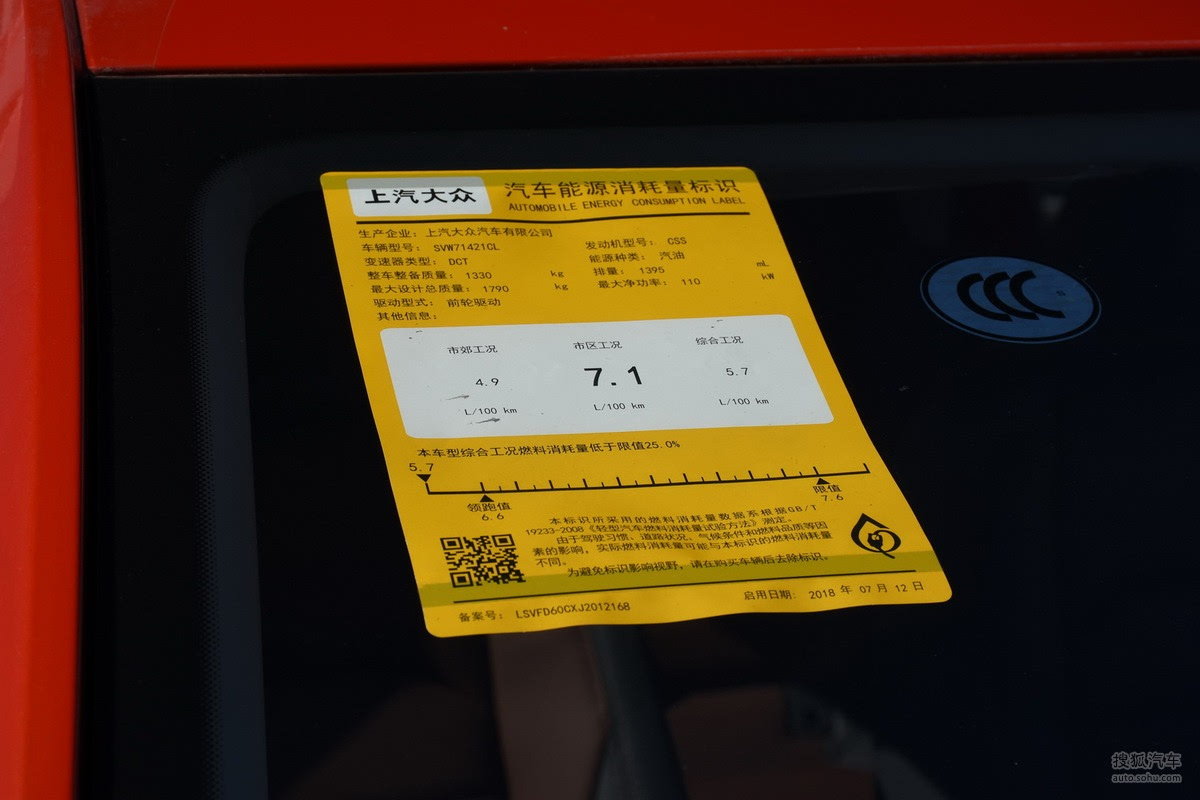 上汽大众
汽车能源消耗量标识
AUTOMOBILE ENERGY CONSUMPTION LABEL
生产企业: 上汽大众汽车有限公司
车辆型号: SVW71421CL 发动机型号: CSS
变速器类型: DCT 能源种类: 汽油
整车整备质量: 1330 kg 排量: 1395 mL
最大设计总质量: 1790 kg 最大净功率: 110 kW
驱动型式: 前轮驱动
其他信息:
市郊工况 市区工况 综合工况
4.9 7.1 5.7
L/100 km L/100 km L/100 km
本车型综合工况燃料消耗量低于限值25.0%
5.7
领跑值 限值
6.6 7.6
本标识所采用的燃料消耗量数据系根据GB/T
19233-2008《轻型汽车燃料消耗量试验方法》测定。
由于驾驶习惯、道路状况、气候条件和燃料品质等因
素的影响，实际燃料消耗量可能与本标识的燃料消耗量
不同。
为避免标识影响视野，请在购买车辆后去除标识。
备案号: LSVFD60CXJ2012168 启用日期: 2018 年 07 月 12 日
CCC
搜狐汽车
auto.sohu.com